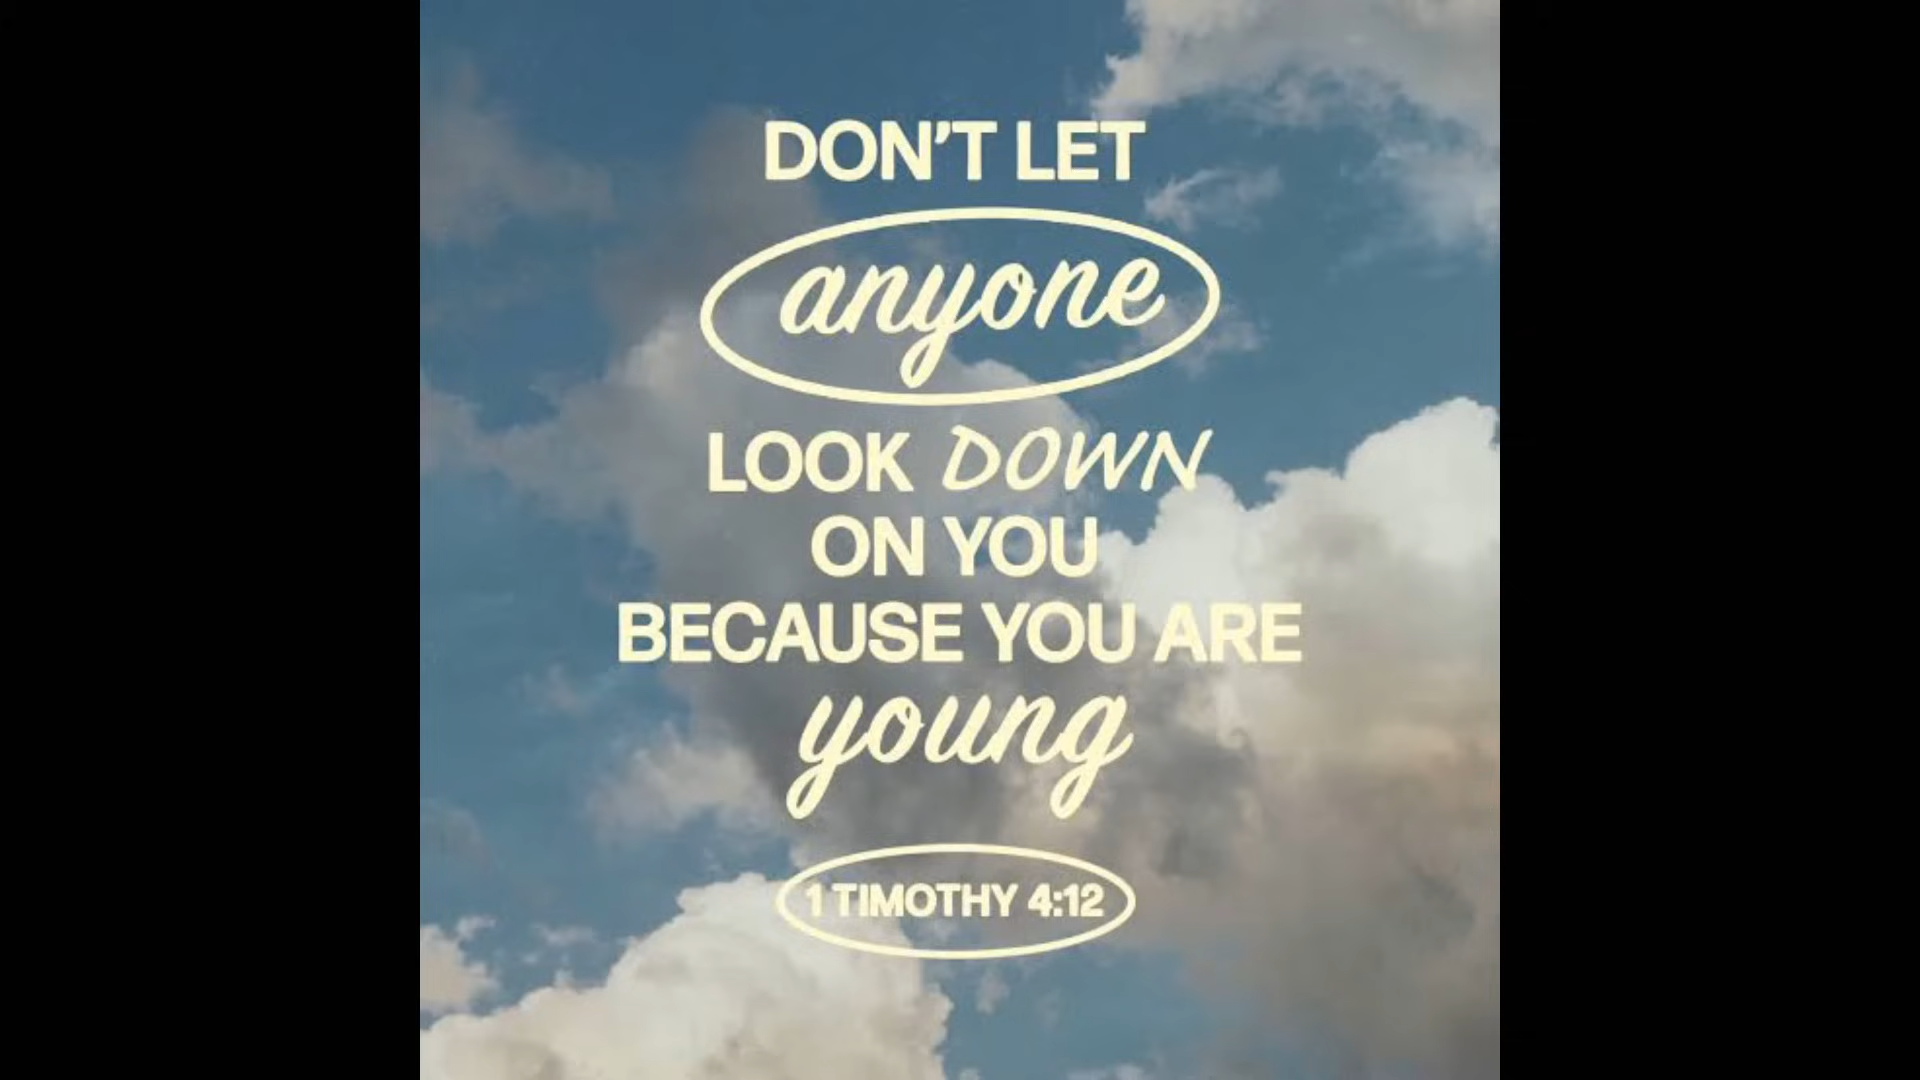 DON'T LET
anyone
LOOK DOWN
ON YOU
BECAUSE YOU ARE
young
1 TIMOTHY 4:12